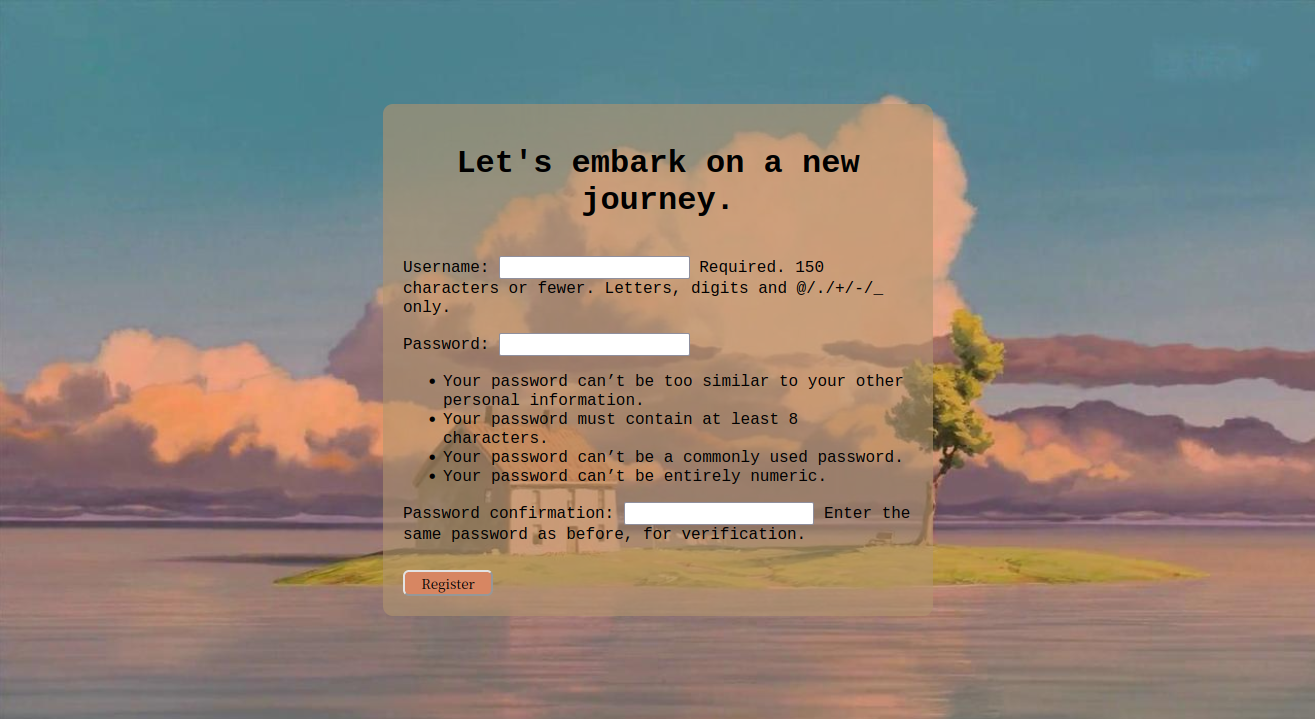 Let's embark on a new
journey.
Username: Required. 150
characters or fewer. Letters, digits and @/./+/-/_
only.
Password:
• Your password can’t be too similar to your other
personal information.
• Your password must contain at least 8
characters.
• Your password can’t be a commonly used password.
• Your password can’t be entirely numeric.
Password confirmation: Enter the
same password as before, for verification.
Register